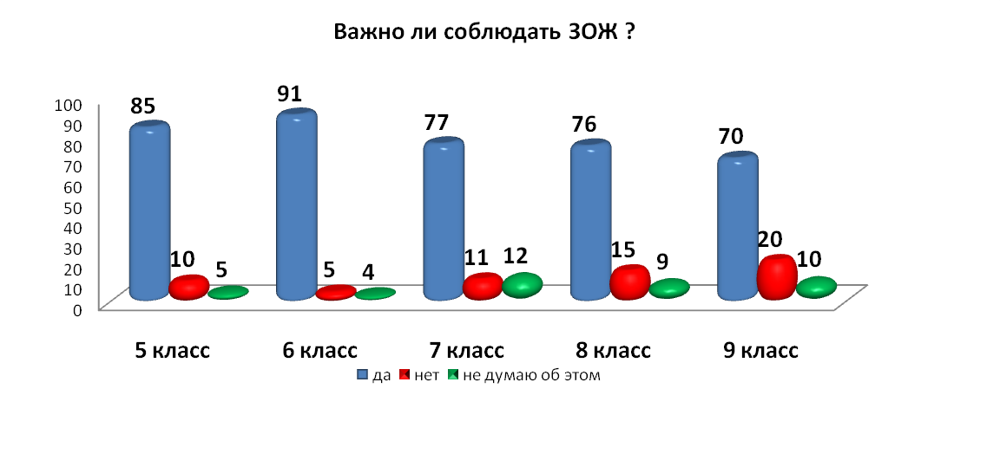 Важно ли соблюдать ЗОЖ ?
100
90
80
70
60
50
40
30
20
10
0
85
10
5
91
5
4
77
11
12
76
15
9
70
20
10
5 класс
6 класс
7 класс
8 класс
9 класс
да
нет
не думаю об этом